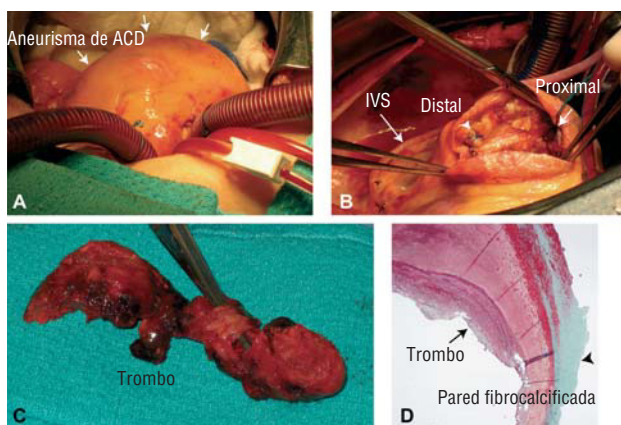 Aneurisma de ACD
A
IVS
Distal
Proximal
B
Trombo
C
Trombo
Pared fibrocalcificada
D